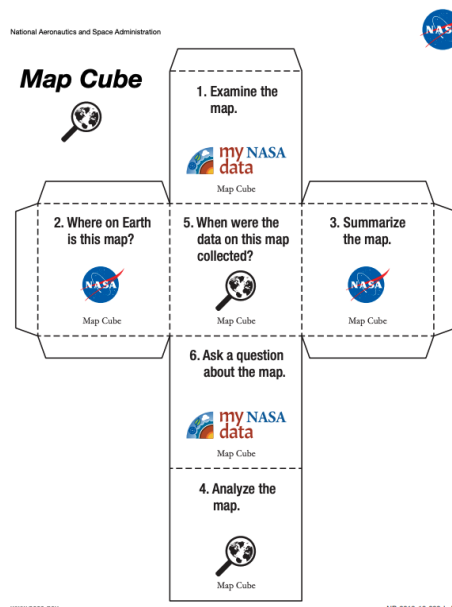 National Aeronautics and Space Administration
NASA
Map Cube
1. Examine the
map.
my NASA
data
Map Cube
2. Where on Earth
is this map?
NASA
Map Cube
5. When were the
data on this map
collected?
Map Cube
3. Summarize
the map.
NASA
Map Cube
6. Ask a question
about the map.
my NASA
data
Map Cube
4. Analyze the
map.
Map Cube